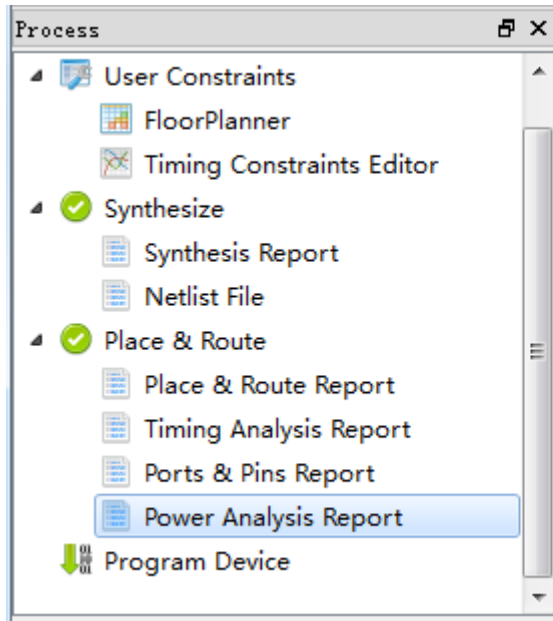 Process
User Constraints
FloorPlanner
Timing Constraints Editor
Synthesize
Synthesis Report
Netlist File
Place & Route
Place & Route Report
Timing Analysis Report
Ports & Pins Report
Power Analysis Report
Program Device